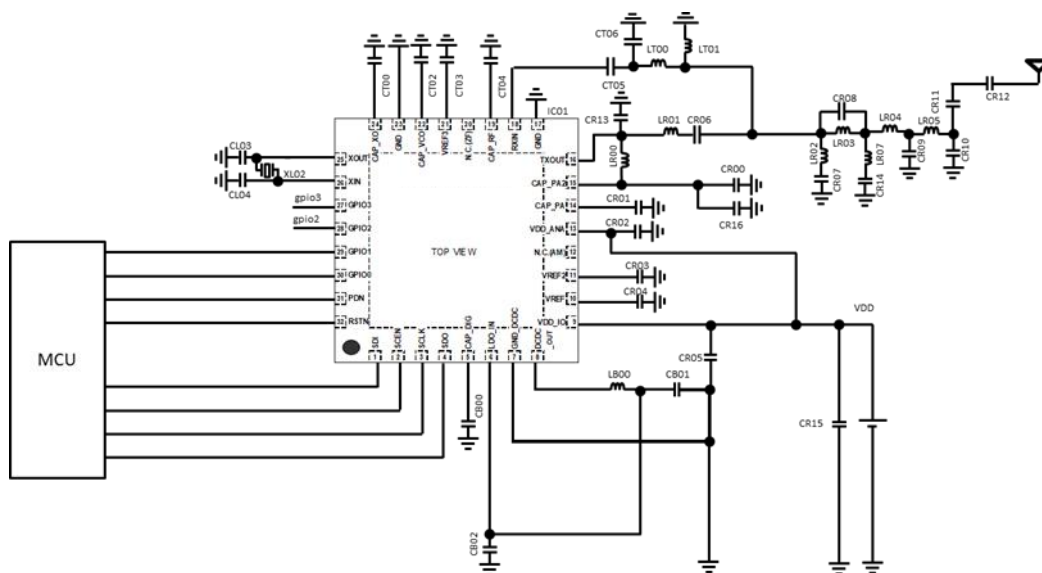 CT06
LT00
LT01
CT05
CT00
CT02
CT03
CT04
CR12
CR11
CR08
LR04
LR05
LR03
CR09
CR10
LR02
CR07
LR07
CR14
IC01
CR13
LR01
CR06
LR00
24
23
22
21
20
19
18
17
CAP_XO
GND
CAP_VCO
VREF3
N.C.(ZF)
CAP_RF
RXIN
GND
CL03
XL02
CL04
25 XOUT
26 XIN
gpio3
27 GPIO3
gpio2
28 GPIO2
29 GPIO1
30 GPIO0
31 PDN
32 RSTN
TOP VIEW
TXOUT 16
CAP_PA2 15
CAP_PA 14
VDD_ANA 13
N.C.(AM) 12
VREF2 11
VREF 10
VDD_IO 9
CR00
CR16
CR01
CR02
CR03
CR04
VDD
SDI
SCEN
SCLK
SDO
CAP_DIG
LDO_IN
GND_DCDC
DCDC
_OUT
1
2
3
4
5
6
7
8
MCU
CR05
LB00
CB01
CB00
CR15
CB02